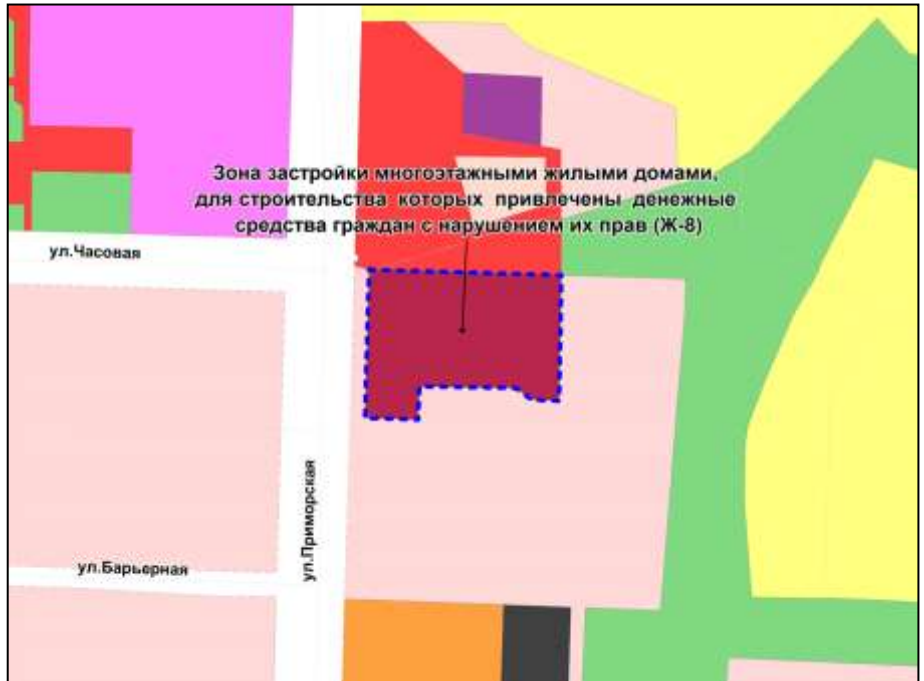 Зона застройки многоэтажными жилыми домами,
для строительства которых привлечены денежные
средства граждан с нарушением их прав (Ж-8)
ул.Часовая
ул.Приморская
ул.Барьерная